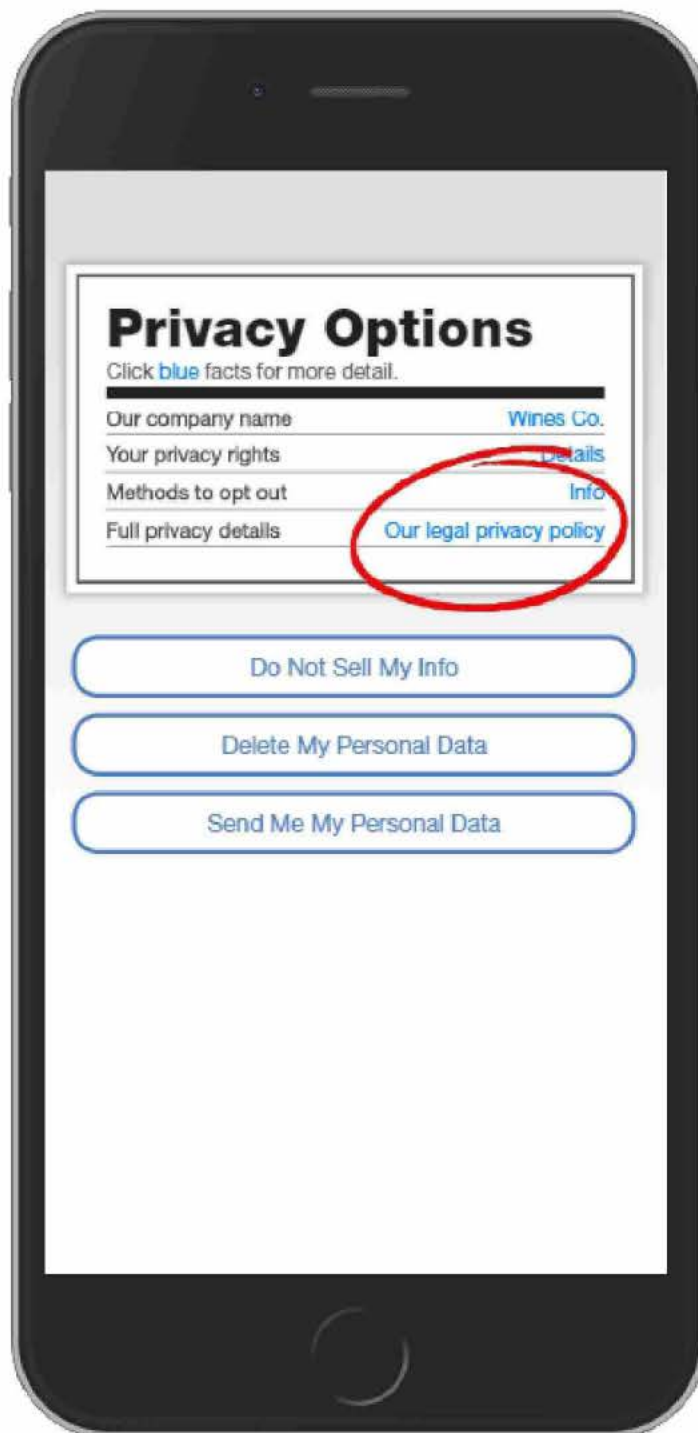 Privacy Options
Click blue facts for more detail.
Our company name Wines Co.
Your privacy rights Details
Methods to opt out Info
Full privacy details Our legal privacy policy
Do Not Sell My Info
Delete My Personal Data
Send Me My Personal Data